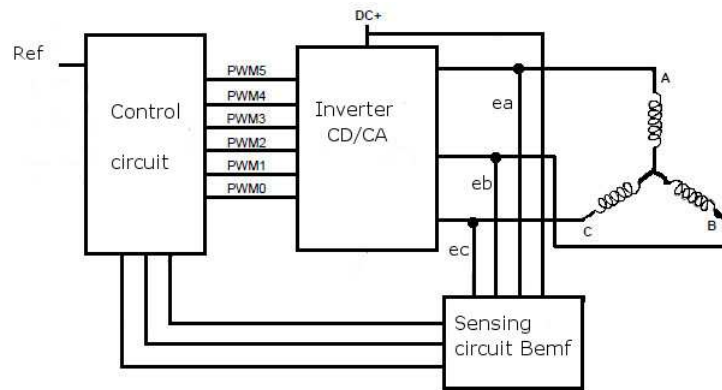 DC+
Ref
Control
circuit
PWM5
PWM4
PWM3
PWM2
PWM1
PWM0
Inverter
CD/CA
ea
eb
ec
A
C
B
Sensing
circuit Bemf